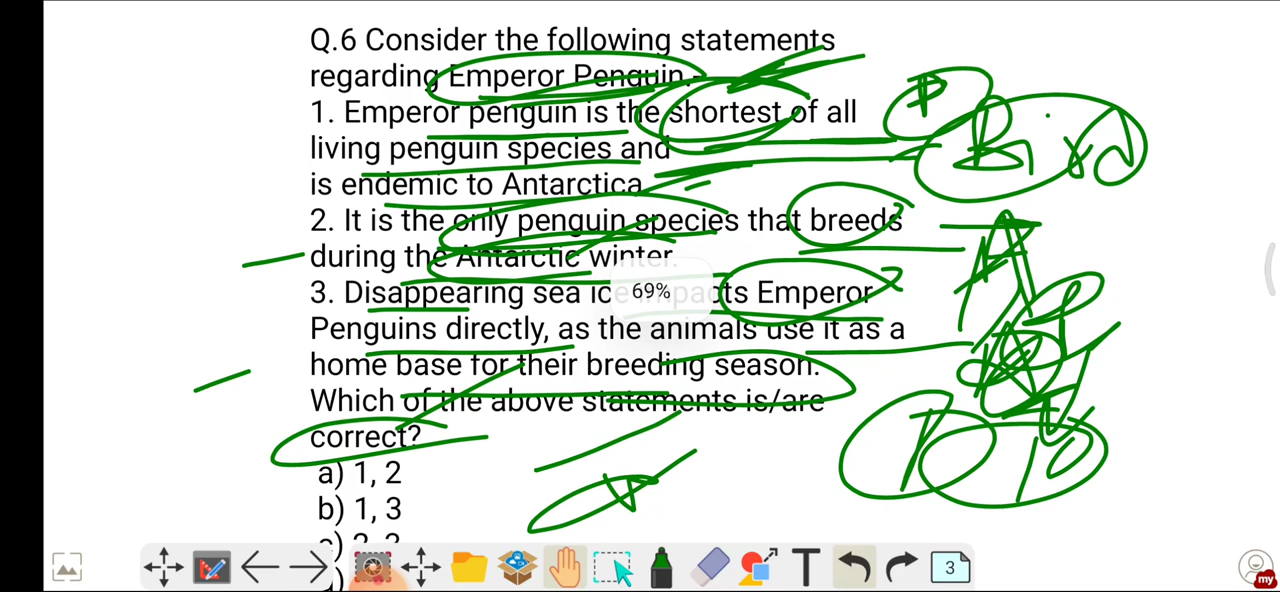 Q.6 Consider the following statements
regarding Emperor Penguin.-
1. Emperor penguin is the shortest of all
living penguin species and
is endemic to Antarctica
2. It is the only penguin species that breeds
during the Antarctic winter.
3. Disappearing sea ice impacts Emperor
Penguins directly, as the animals use it as a
home base for their breeding season.
Which of the above statements is/are
correct?
a) 1, 2
b) 1, 3
69%
Bird
T
3
my